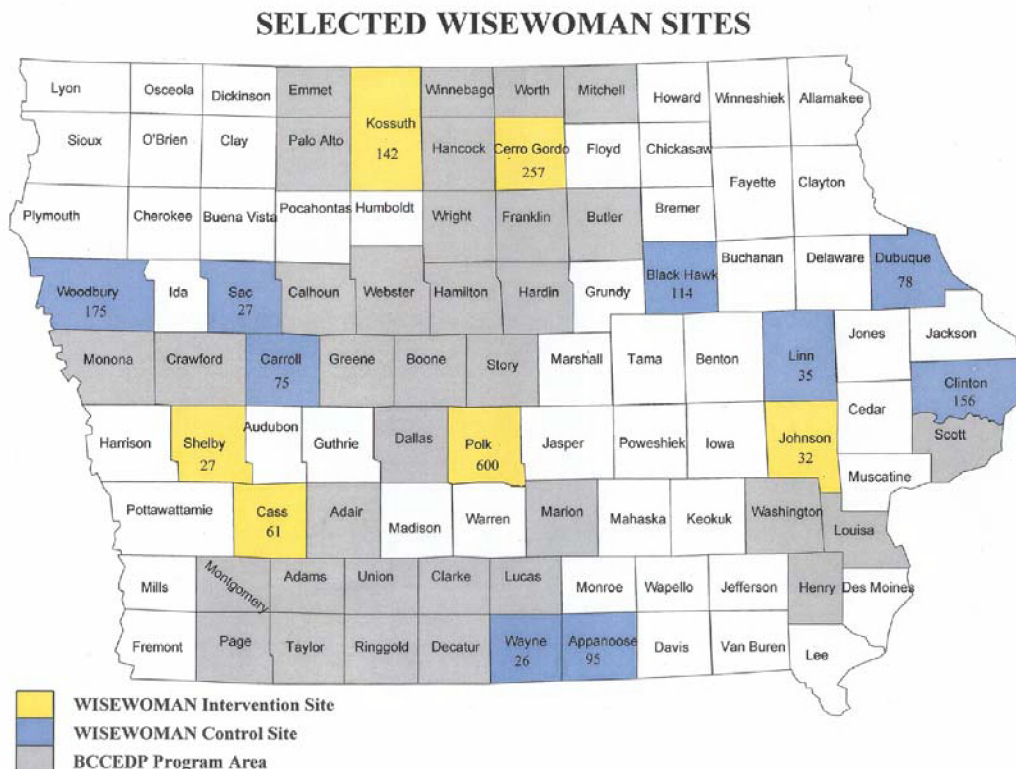 SELECTED WISEWOMAN SITES
Lyon
Osceola
Dickinson
Emmet
Kossuth
142
Winnebago
Worth
Mitchell
Howard
Winneshiek
Allamakee
Sioux
O'Brien
Clay
Palo Alto
Hancock
Cerro Gordo
257
Floyd
Chickasaw
Fayette
Clayton
Plymouth
Cherokee
Buena Vista
Pocahontas
Humboldt
Wright
Franklin
Butler
Bremer
Woodbury
175
Ida
Sac
27
Calhoun
Webster
Hamilton
Hardin
Grundy
Black Hawk
114
Buchanan
Delaware
Dubuque
78
Monona
Crawford
Carroll
75
Greene
Boone
Story
Marshall
Tama
Benton
Linn
35
Jones
Jackson
Clinton
156
Harrison
Shelby
27
Audubon
Guthrie
Dallas
Polk
600
Jasper
Poweshiek
Iowa
Johnson
32
Cedar
Scott
Muscatine
Pottawattamie
Cass
61
Adair
Madison
Warren
Marion
Mahaska
Keokuk
Washington
Louisa
Mills
Montgomery
Adams
Union
Clarke
Lucas
Monroe
Wapello
Jefferson
Henry
Des Moines
Fremont
Page
Taylor
Ringgold
Decatur
Wayne
26
Appanoose
95
Davis
Van Buren
Lee
WISEWOMAN Intervention Site
WISEWOMAN Control Site
BCCEDP Program Area